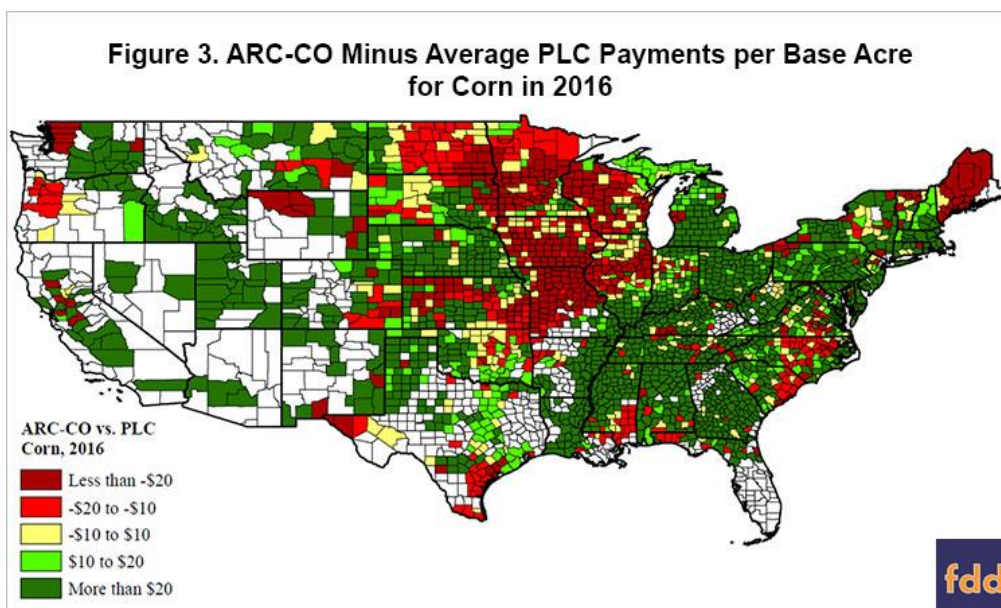 Figure 3. ARC-CO Minus Average PLC Payments per Base Acre
for Corn in 2016
ARC-CO vs. PLC
Corn, 2016
Less than -$20
-$20 to -$10
-$10 to $10
$10 to $20
More than $20
fdd